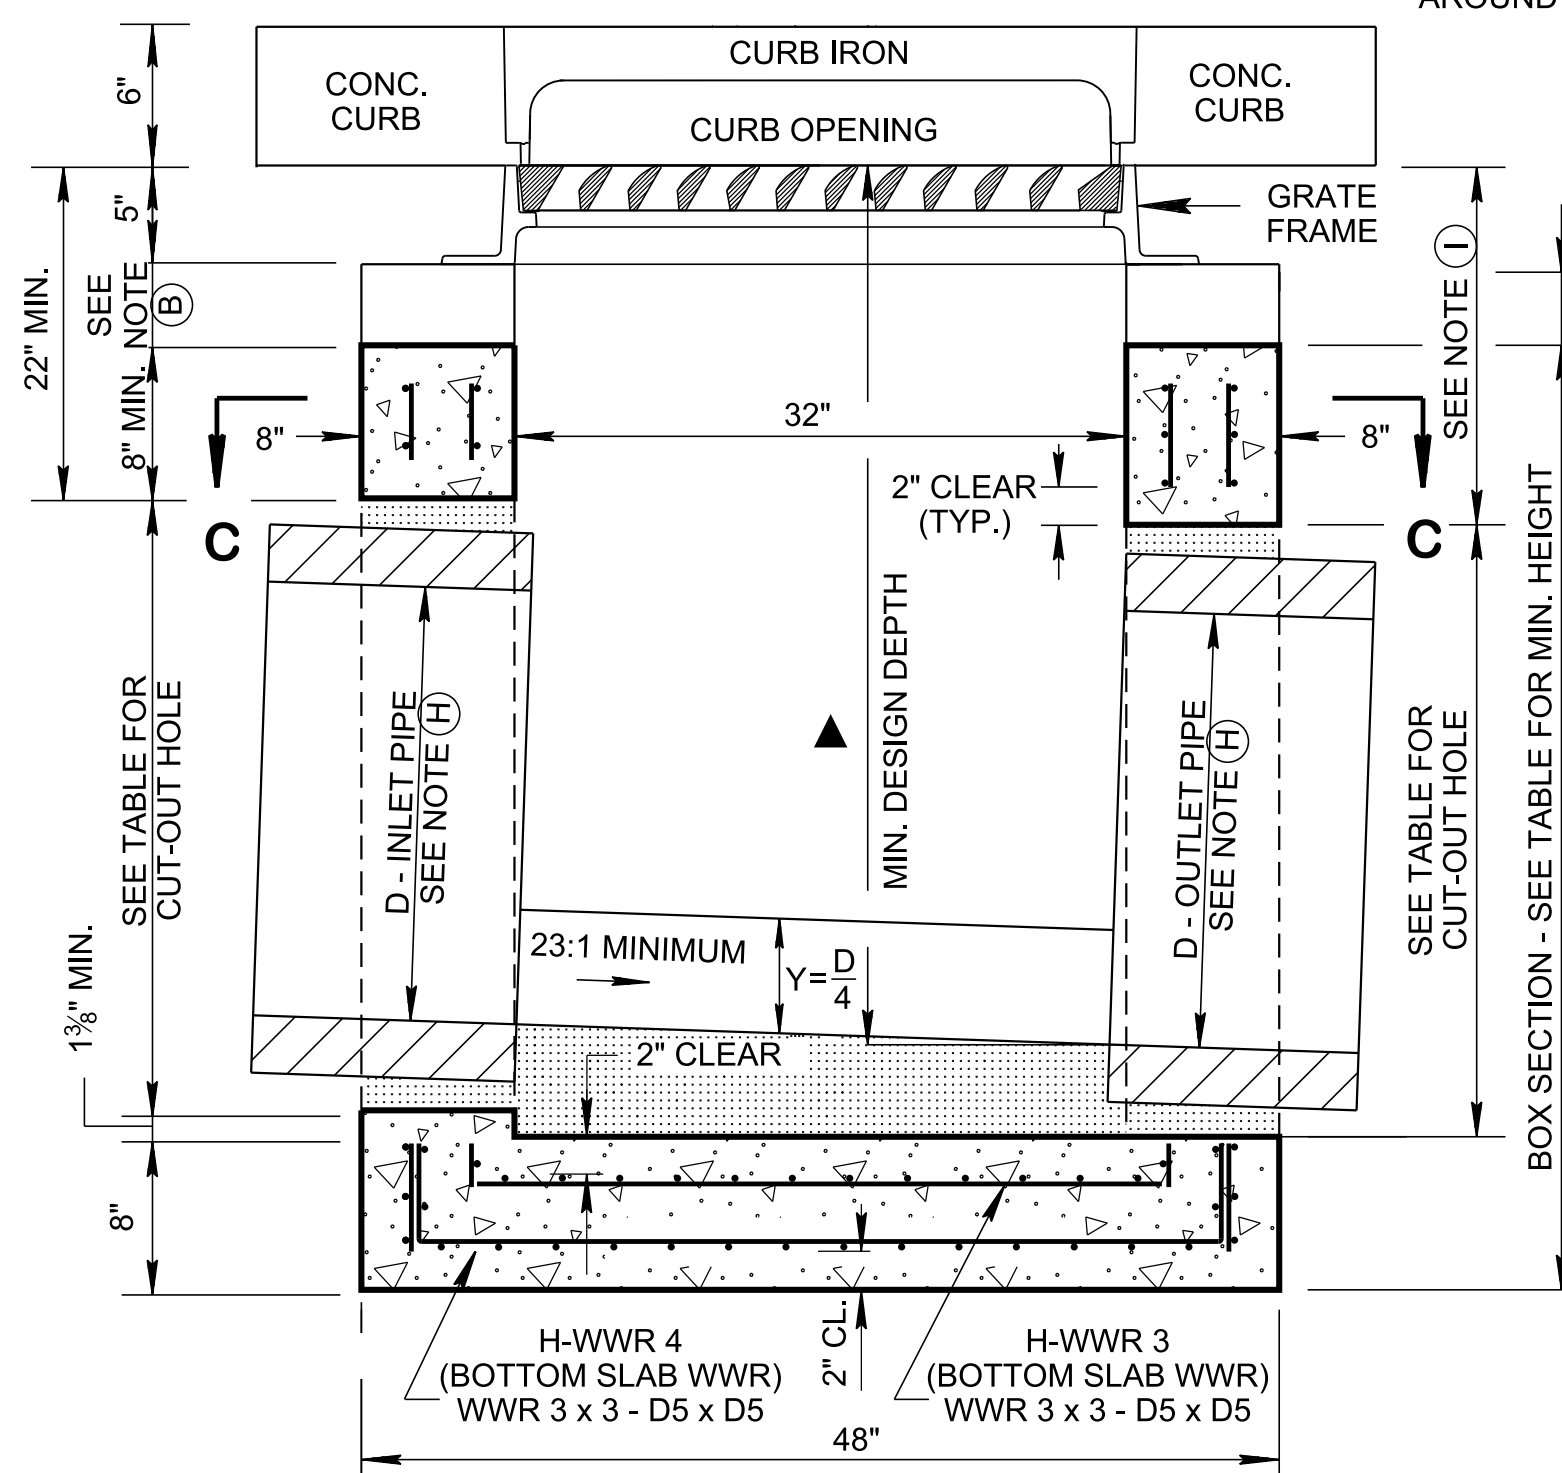 AROUND
CURB IRON
CONC.
CURB
CONC.
CURB
6"
CURB OPENING
GRATE
FRAME
5"
22" MIN.
SEE
NOTE B
8" MIN.
SEE NOTE I
8"
32"
8"
2" CLEAR
(TYP.)
C
C
MIN. DESIGN DEPTH
▲
D - INLET PIPE
SEE NOTE H
D - OUTLET PIPE
SEE NOTE H
SEE TABLE FOR
CUT-OUT HOLE
SEE TABLE FOR
CUT-OUT HOLE
BOX SECTION - SEE TABLE FOR MIN. HEIGHT
23:1 MINIMUM
Y=D/4
1⅜" MIN.
2" CLEAR
8"
2" CL.
H-WWR 4
(BOTTOM SLAB WWR)
WWR 3 x 3 - D5 x D5
H-WWR 3
(BOTTOM SLAB WWR)
WWR 3 x 3 - D5 x D5
48"